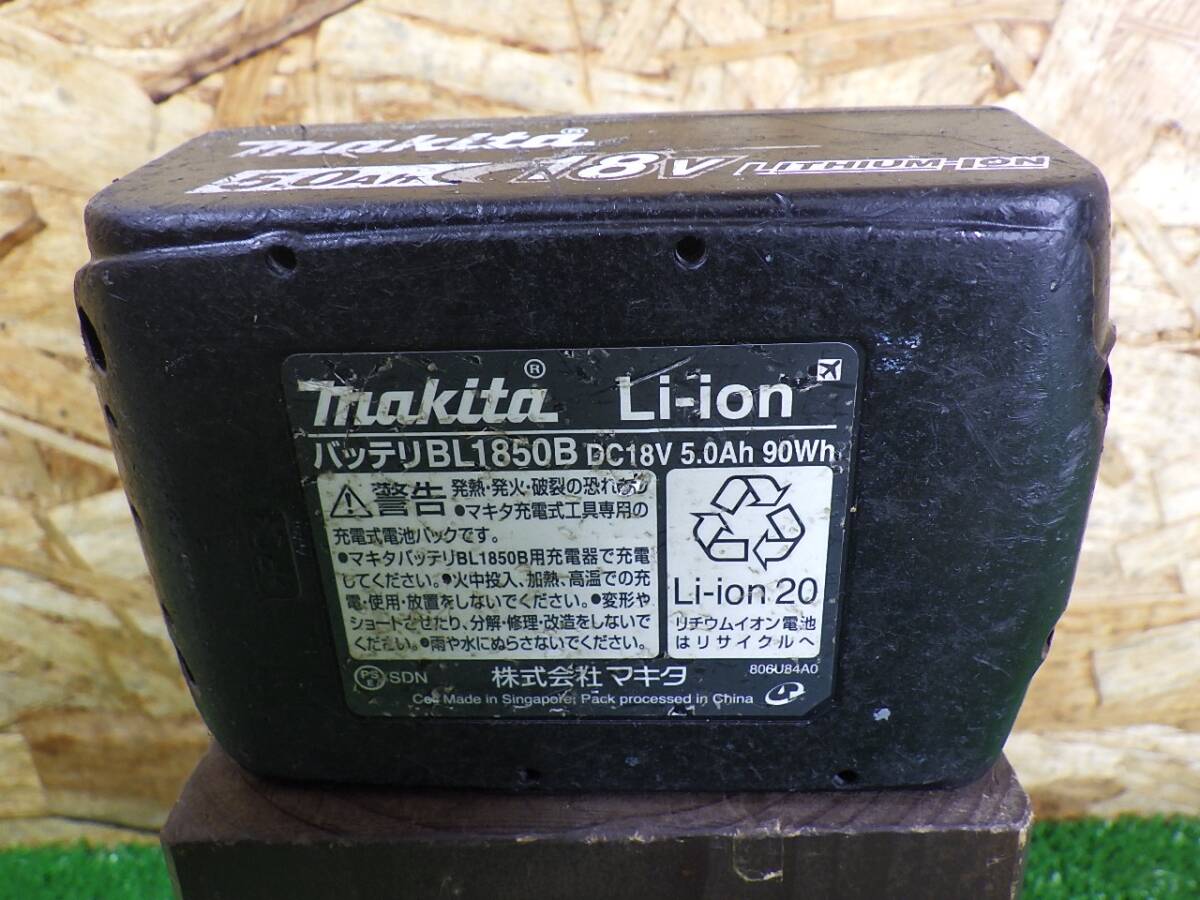 makita®
5.0Ah 18V LITHIUM-ION
makita® Li-ion
バッテリBL1850B DC18V 5.0Ah 90Wh
警告 発熱・発火・破裂の恐れあり
●マキタ充電式工具専用の
充電式電池パックです。
●マキタバッテリBL1850B用充電器で充電
してください。●火中投入、加熱、高温での充
電・使用・放置をしないでください。●変形や
ショートさせたり、分解・修理・改造をしないで
ください。●雨や水にぬらさないでください。
Li-ion 20
リチウムイオン電池
はリサイクルへ
PS E SDN 株式会社 マキタ 806U84A0
Cell Made in Singapore, Pack processed in China